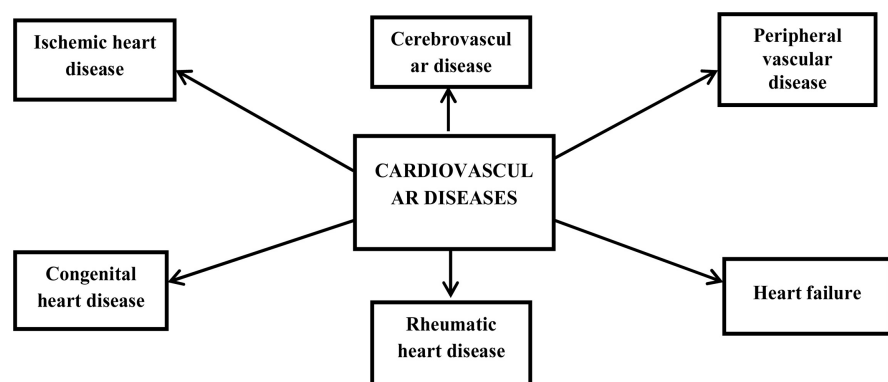 Ischemic heart
disease
Cerebrovascul
ar disease
Peripheral
vascular
disease
CARDIOVASCUL
AR DISEASES
Congenital
heart disease
Rheumatic
heart disease
Heart failure